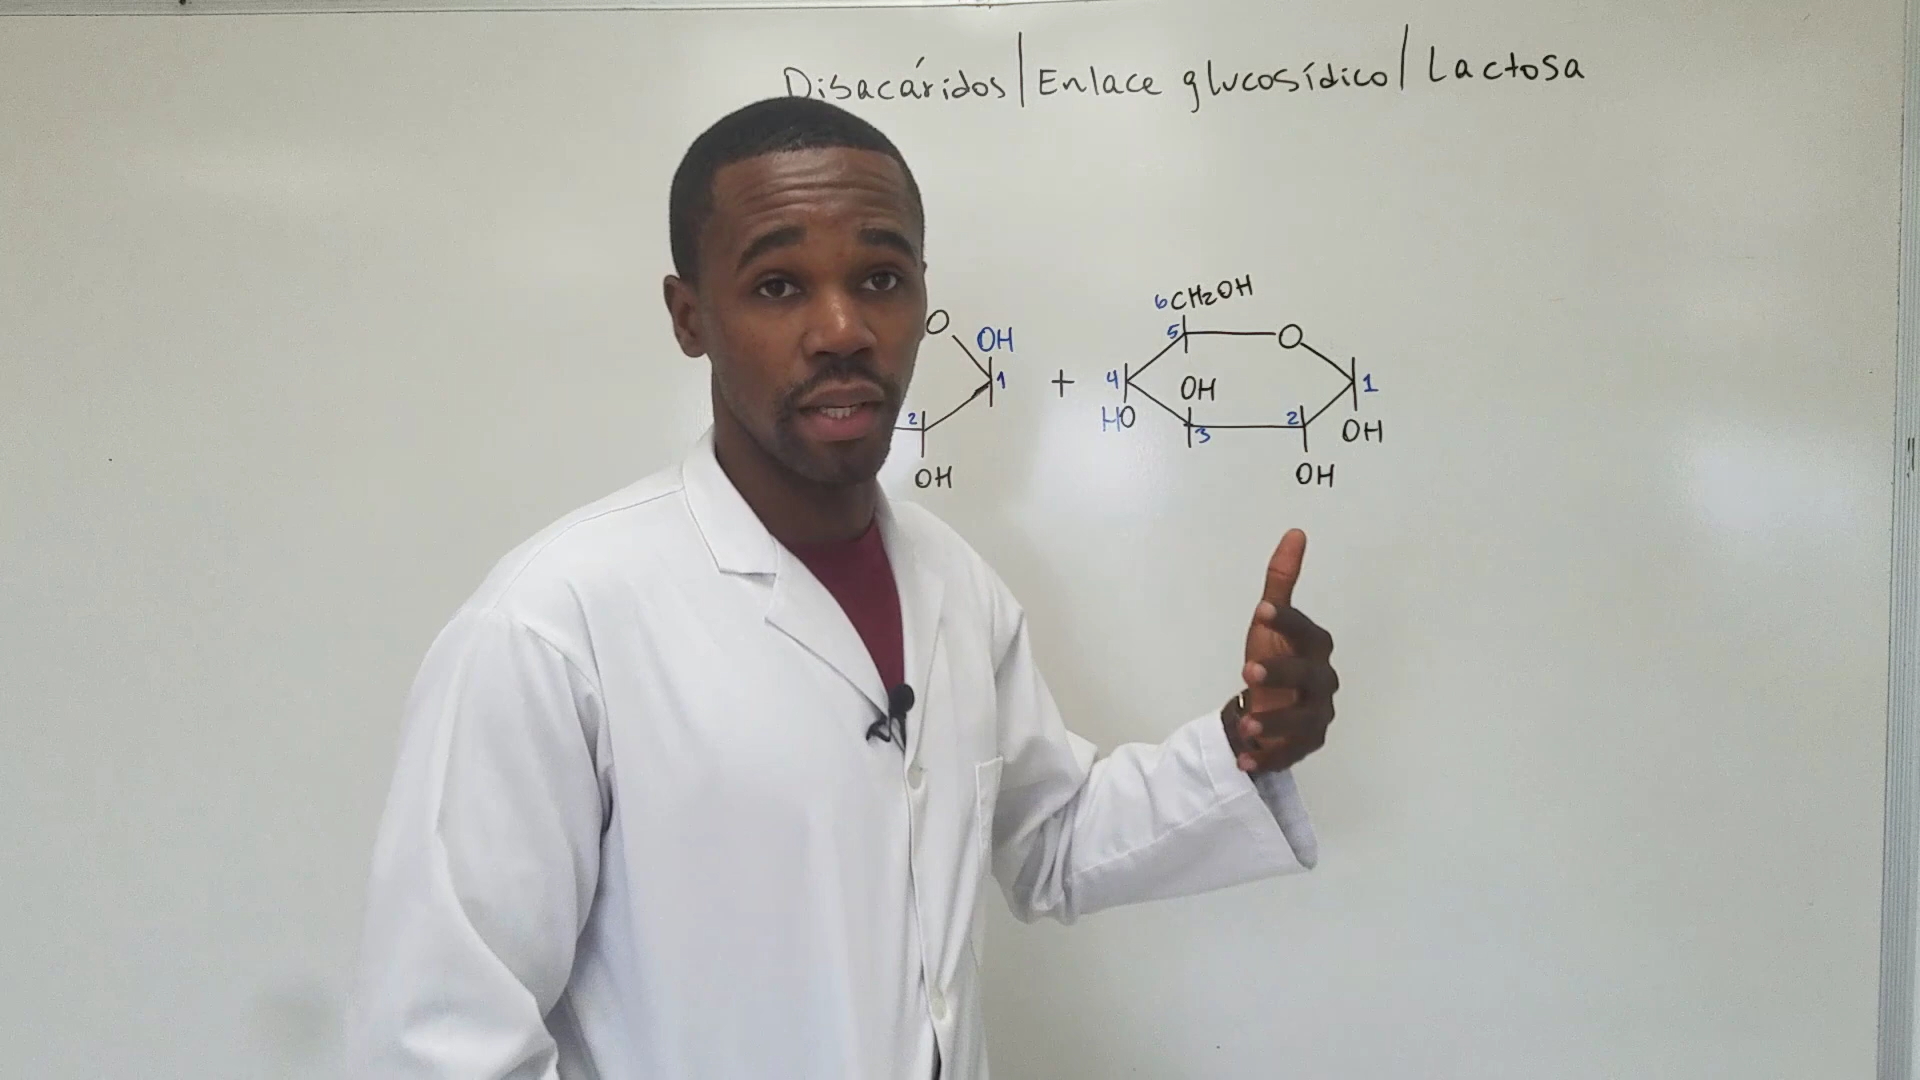 Disacáridos | Enlace glucosídico | Lactosa
6CH2OH
5 O
O OH
1 + 4 OH 1
HO
2 3 2 OH
OH OH